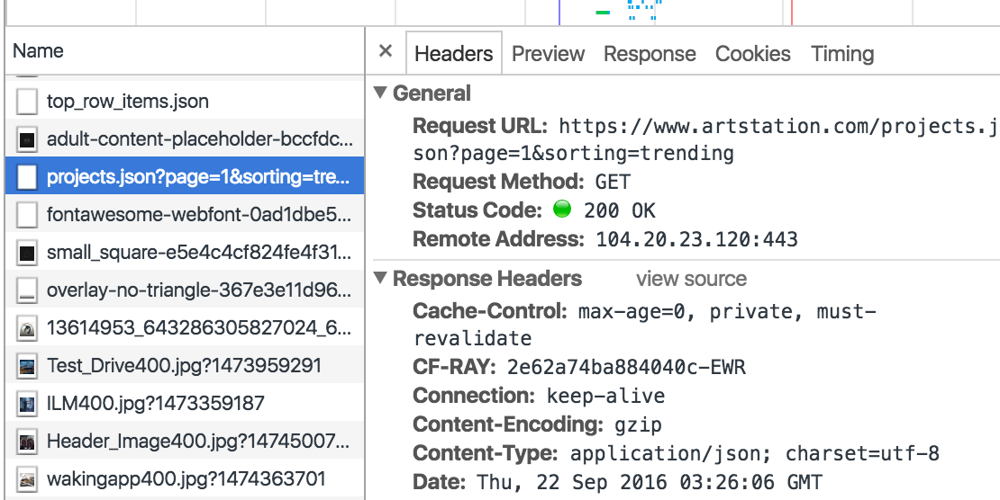 Name
× Headers Preview Response Cookies Timing
top_row_items.json
adult-content-placeholder-bccfdc...
projects.json?page=1&sorting=tre...
fontawesome-webfont-0ad1dbe5...
small_square-e5e4c4cf824fe4f31...
overlay-no-triangle-367e3e11d96...
13614953_643286305827024_6...
Test_Drive400.jpg?1473959291
ILM400.jpg?1473359187
Header_Image400.jpg?14745007...
wakingapp400.jpg?1474363701
▼ General
Request URL: https://www.artstation.com/projects.j
son?page=1&sorting=trending
Request Method: GET
Status Code: 200 OK
Remote Address: 104.20.23.120:443
▼ Response Headers view source
Cache-Control: max-age=0, private, must-
revalidate
CF-RAY: 2e62a74ba884040c-EWR
Connection: keep-alive
Content-Encoding: gzip
Content-Type: application/json; charset=utf-8
Date: Thu, 22 Sep 2016 03:26:06 GMT